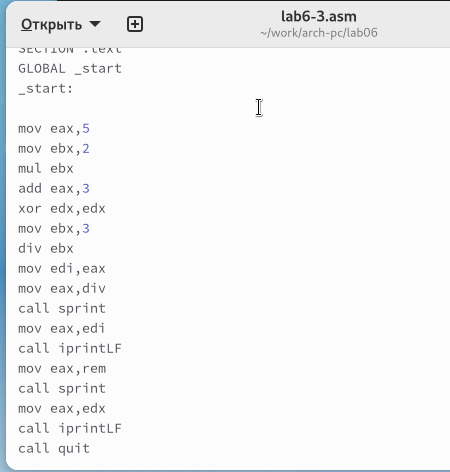 Открыть
lab6-3.asm
~/work/arch-pc/lab06
SECTION .text
GLOBAL _start
_start:
mov eax,5
mov ebx,2
mul ebx
add eax,3
xor edx,edx
mov ebx,3
div ebx
mov edi,eax
mov eax,div
call sprint
mov eax,edi
call iprintLF
mov eax,rem
call sprint
mov eax,edx
call iprintLF
call quit